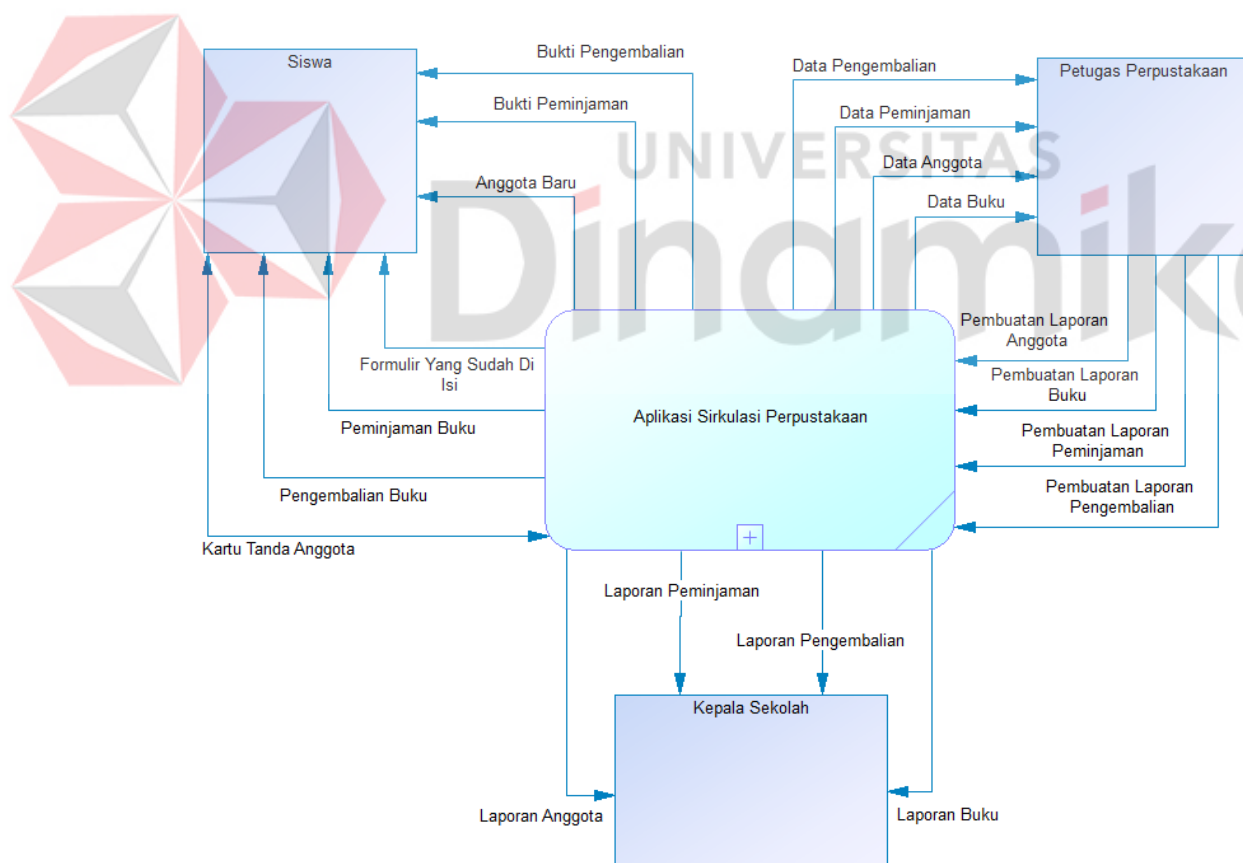 Siswa
Bukti Pengembalian
Bukti Peminjaman
Anggota Baru
Data Pengembalian
Data Peminjaman
Data Anggota
Data Buku
Petugas Perpustakaan
UNIVERSITAS
Dinamika
Formulir Yang Sudah Di
Isi
Peminjaman Buku
Pengembalian Buku
Kartu Tanda Anggota
Aplikasi Sirkulasi Perpustakaan
Pembuatan Laporan
Anggota
Pembuatan Laporan
Buku
Pembuatan Laporan
Peminjaman
Pembuatan Laporan
Pengembalian
Laporan Peminjaman
Laporan Pengembalian
Kepala Sekolah
Laporan Anggota
Laporan Buku